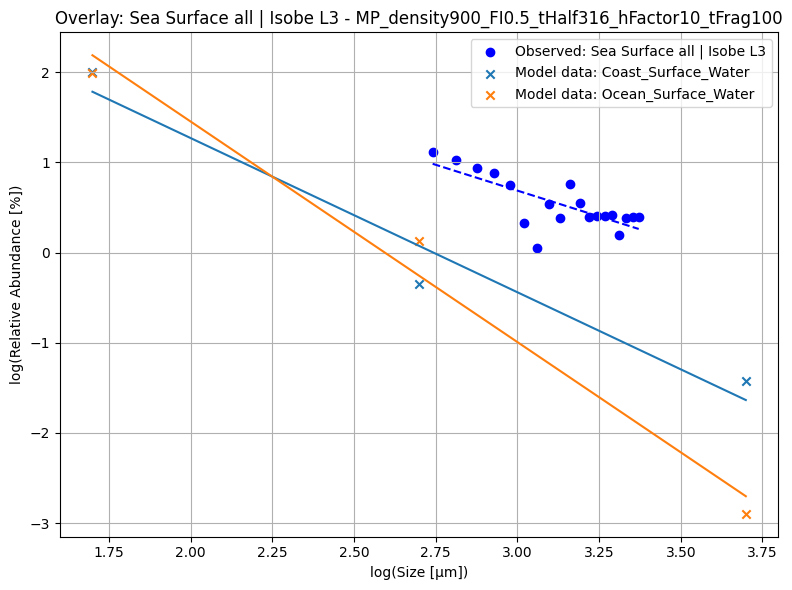 Overlay: Sea Surface all | Isobe L3 - MP_density900_FI0.5_tHalf316_hFactor10_tFrag100
Observed: Sea Surface all | Isobe L3
Model data: Coast_Surface_Water
Model data: Ocean_Surface_Water
log(Relative Abundance [%])
2
1
0
−1
−2
−3
1.75 2.00 2.25 2.50 2.75 3.00 3.25 3.50 3.75
log(Size [µm])